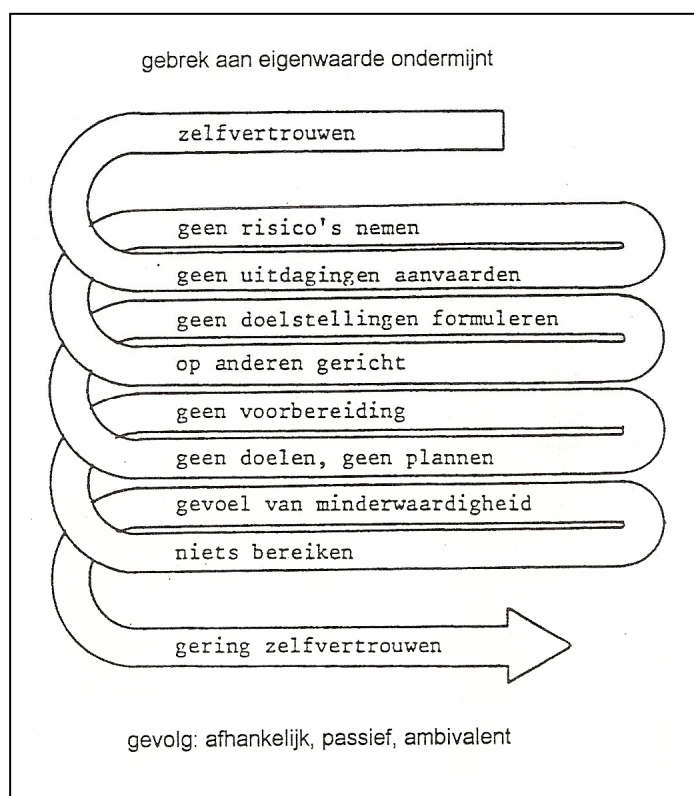 gebrek aan eigenwaarde ondermijnt
zelfvertrouwen
geen risico's nemen
geen uitdagingen aanvaarden
geen doelstellingen formuleren
op anderen gericht
geen voorbereiding
geen doelen, geen plannen
gevoel van minderwaardigheid
niets bereiken
gering zelfvertrouwen
gevolg: afhankelijk, passief, ambivalent